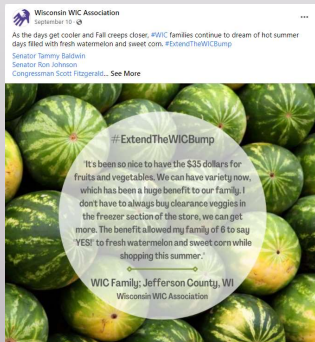 Wisconsin WIC Association
September 10 ·
As the days get cooler and Fall creeps closer, #WIC families continue to dream of hot summer
days filled with fresh watermelon and sweet corn. #ExtendTheWICBump
Senator Tammy Baldwin
Senator Ron Johnson
Congressman Scott Fitzgerald... See More
#ExtendTheWICBump
"It's been so nice to have the $35 dollars for
fruits and vegetables. We can have variety now,
which has been a huge benefit to our family. I
don't have to always buy clearance veggies in
the freezer section of the store, we can get
more. The benefit allowed my family of 6 to say
'YES!' to fresh watermelon and sweet corn while
shopping this summer."
WIC Family; Jefferson County, WI
Wisconsin WIC Association